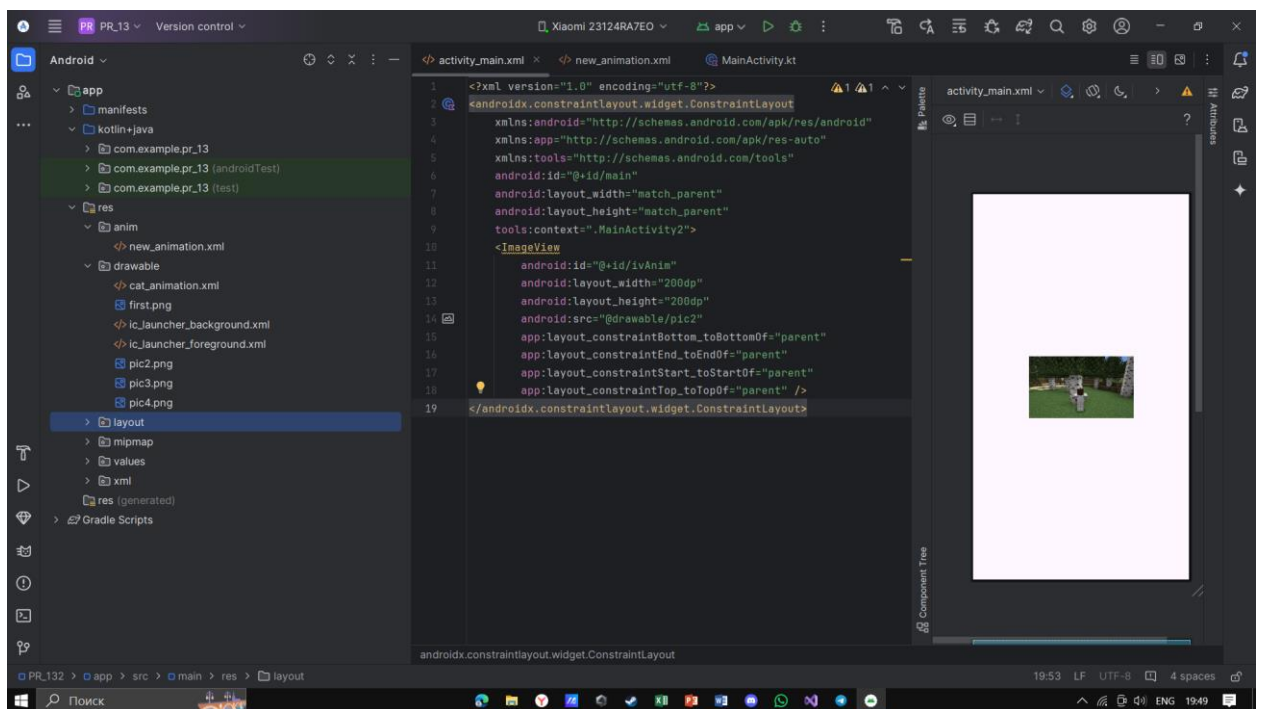 PR PR_13 Version control Xiaomi 23124RA7EO app
Android
activity_main.xml new_animation.xml MainActivity.kt
app
manifests
kotlin+java
com.example.pr_13
com.example.pr_13 (androidTest)
com.example.pr_13 (test)
res
anim
new_animation.xml
drawable
cat_animation.xml
first.png
ic_launcher_background.xml
ic_launcher_foreground.xml
pic2.png
pic3.png
pic4.png
layout
mipmap
values
xml
res (generated)
Gradle Scripts
1 <?xml version="1.0" encoding="utf-8"?>
2 <androidx.constraintlayout.widget.ConstraintLayout
3 xmlns:android="http://schemas.android.com/apk/res/android"
4 xmlns:app="http://schemas.android.com/apk/res-auto"
5 xmlns:tools="http://schemas.android.com/tools"
6 android:id="@+id/main"
7 android:layout_width="match_parent"
8 android:layout_height="match_parent"
9 tools:context=".MainActivity2">
10 <ImageView
11 android:id="@+id/ivAnim"
12 android:layout_width="200dp"
13 android:layout_height="200dp"
14 android:src="@drawable/pic2"
15 app:layout_constraintBottom_toBottomOf="parent"
16 app:layout_constraintEnd_toEndOf="parent"
17 app:layout_constraintStart_toStartOf="parent"
18 app:layout_constraintTop_toTopOf="parent" />
19 </androidx.constraintlayout.widget.ConstraintLayout>
1 1
Palette
Component Tree
activity_main.xml
?
Attributes
androidx.constraintlayout.widget.ConstraintLayout
PR_132 > app > src > main > res > layout 19:53 LF UTF-8 4 spaces
Поиск ENG 19:49